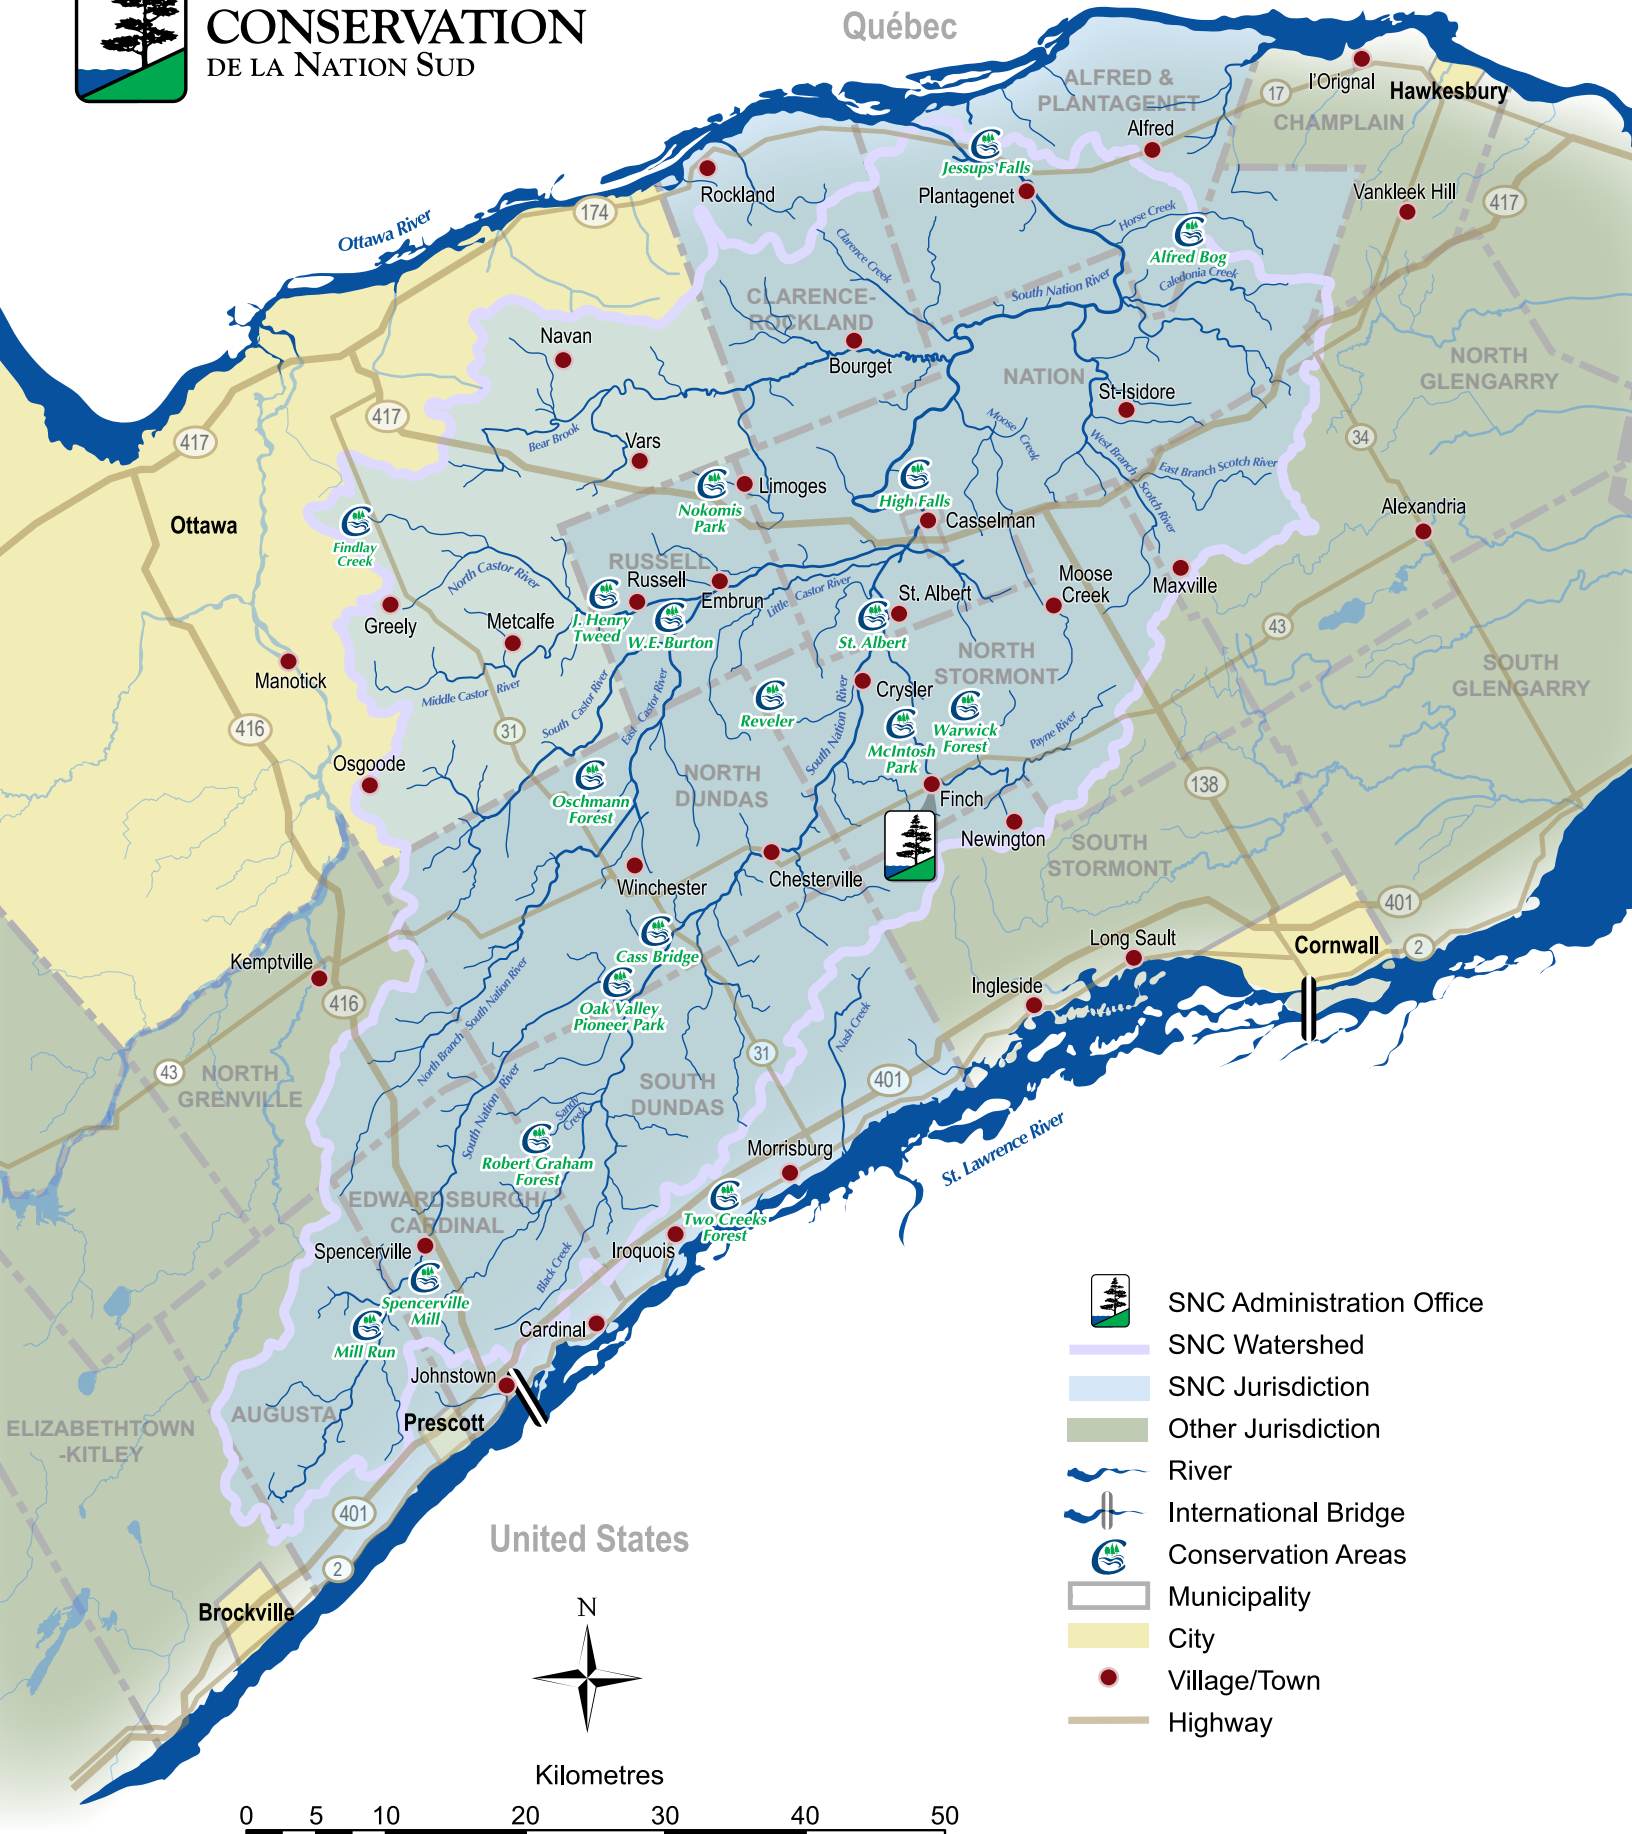 CONSERVATION
DE LA NATION SUD
Québec
ALFRED &
PLANTAGENET
17
l'Orignal
Hawkesbury
CHAMPLAIN
Alfred
Jessups Falls
Rockland
Plantagenet
Vankleek Hill
417
174
Ottawa River
Horse Creek
Alfred Bog
Clarence Creek
Caledonia Creek
South Nation River
CLARENCE-
ROCKLAND
Navan
Bourget
NATION
NORTH
GLENGARRY
St-Isidore
417
417
34
Bear Brook
Vars
Moose Creek
West Branch Scotch River
East Branch Scotch River
Limoges
Nokomis
Park
High Falls
Casselman
Alexandria
Ottawa
Findlay
Creek
RUSSELL
Russell
Embrun
North Castor River
Little Castor River
Moose
Creek
Maxville
Greely
Metcalfe
J. Henry
Tweed
W.E. Burton
St. Albert
St. Albert
43
Manotick
Middle Castor River
South Castor River
East Castor River
NORTH
STORMONT
SOUTH
GLENGARRY
Crysler
Reveler
South Nation River
McIntosh
Park
Warwick
Forest
Payne River
416
31
Osgoode
Oschmann
Forest
NORTH
DUNDAS
138
Finch
Newington
SOUTH
STORMONT
Winchester
Chesterville
401
Cornwall
2
Long Sault
Kemptville
Cass Bridge
Ingleside
416
Oak Valley
Pioneer Park
North Branch South Nation River
Nash Creek
43
NORTH
GRENVILLE
31
401
SOUTH
DUNDAS
South Nation River
Sandy
Creek
Robert Graham
Forest
Morrisburg
St. Lawrence River
EDWARDSBURGH/
CARDINAL
Two Creeks
Forest
Spencerville
Iroquois
Black Creek
Spencerville
Mill
Mill Run
Cardinal
Johnstown
AUGUSTA
Prescott
ELIZABETHTOWN
-KITLEY
401
2
United States
Brockville
SNC Administration Office
SNC Watershed
SNC Jurisdiction
Other Jurisdiction
River
International Bridge
Conservation Areas
Municipality
City
Village/Town
Highway
N
Kilometres
0 5 10 20 30 40 50